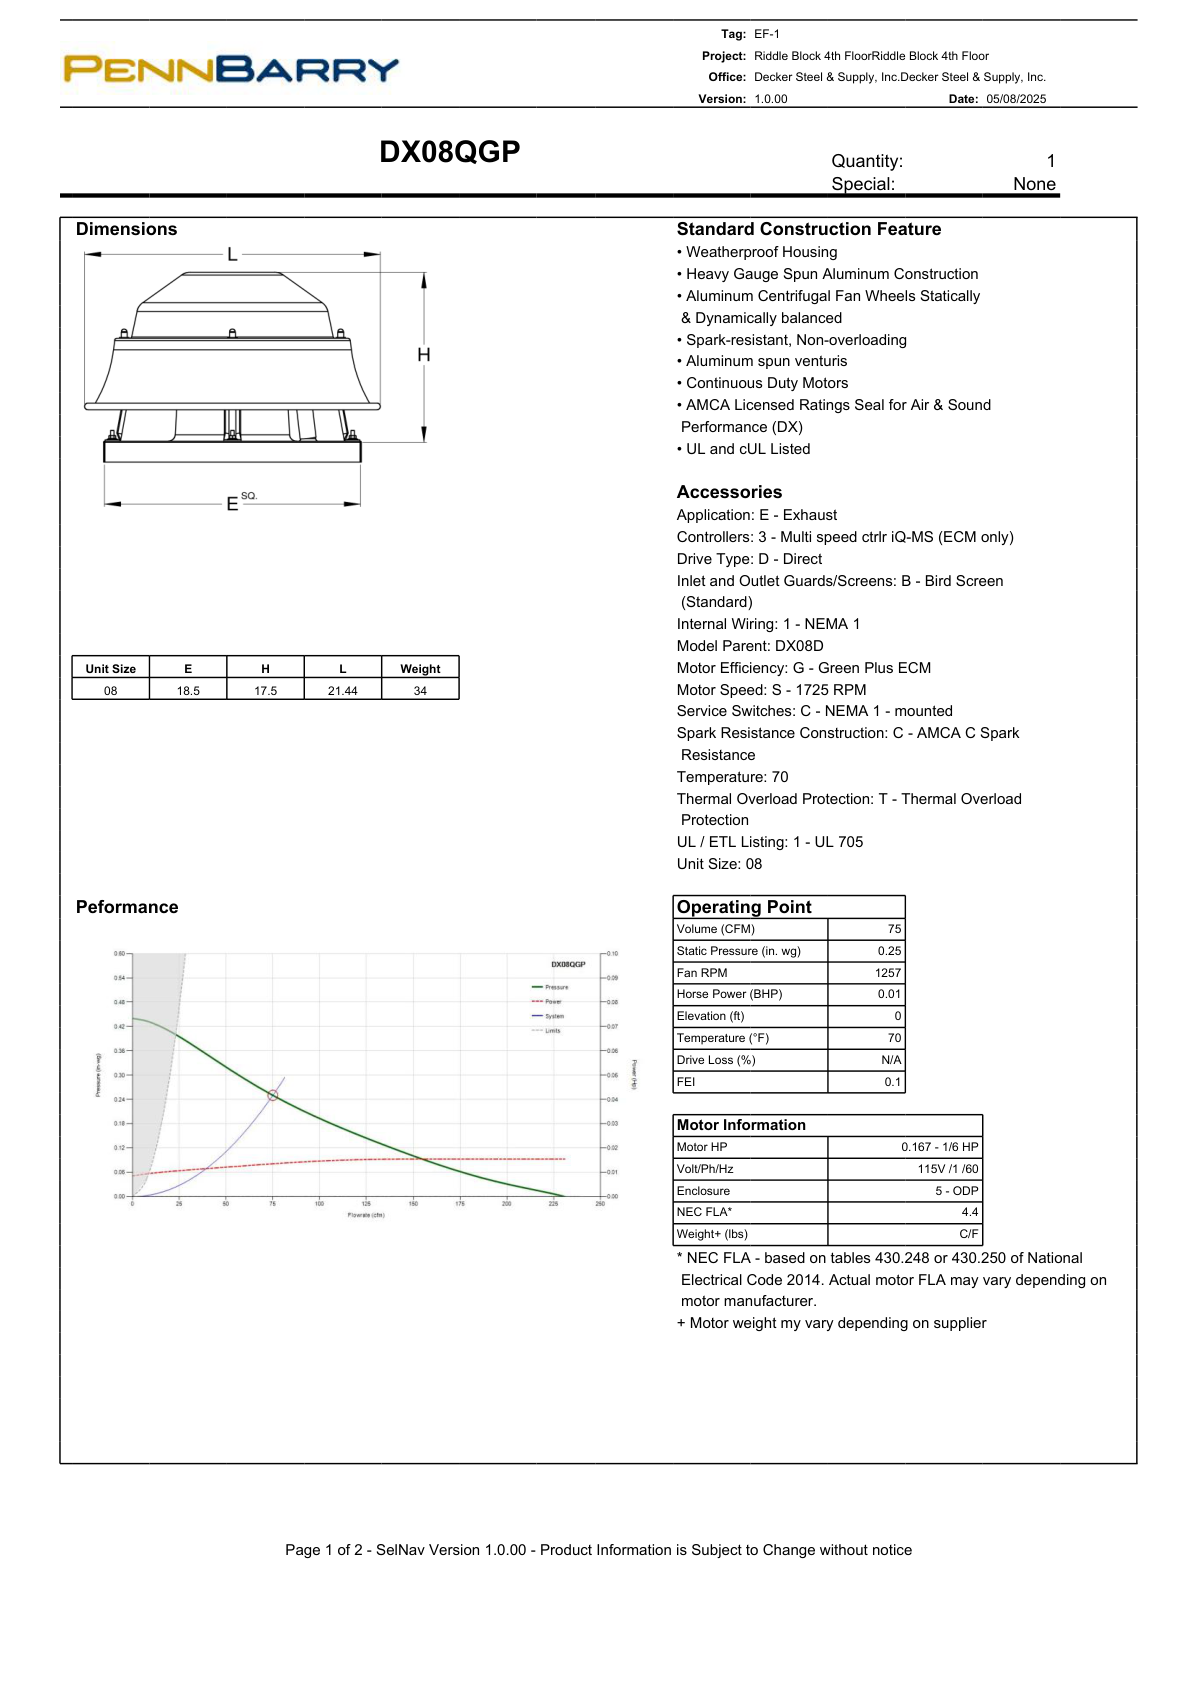 PENNBARRY
Tag: EF-1
Project: Riddle Block 4th FloorRiddle Block 4th Floor
Office: Decker Steel & Supply, Inc.Decker Steel & Supply, Inc.
Version: 1.0.00 Date: 05/08/2025
DX08QGP
Quantity: 1
Special: None
Dimensions
L
H
E SQ.
Unit Size E H L Weight
08 18.5 17.5 21.44 34
Standard Construction Feature
• Weatherproof Housing
• Heavy Gauge Spun Aluminum Construction
• Aluminum Centrifugal Fan Wheels Statically
& Dynamically balanced
• Spark-resistant, Non-overloading
• Aluminum spun venturis
• Continuous Duty Motors
• AMCA Licensed Ratings Seal for Air & Sound
Performance (DX)
• UL and cUL Listed
Accessories
Application: E - Exhaust
Controllers: 3 - Multi speed ctrlr iQ-MS (ECM only)
Drive Type: D - Direct
Inlet and Outlet Guards/Screens: B - Bird Screen
(Standard)
Internal Wiring: 1 - NEMA 1
Model Parent: DX08D
Motor Efficiency: G - Green Plus ECM
Motor Speed: S - 1725 RPM
Service Switches: C - NEMA 1 - mounted
Spark Resistance Construction: C - AMCA C Spark
Resistance
Temperature: 70
Thermal Overload Protection: T - Thermal Overload
Protection
UL / ETL Listing: 1 - UL 705
Unit Size: 08
Peformance
DX08QGP
Pressure
Power
System
Limits
0.60
0.54
0.48
0.42
0.36
0.30
0.24
0.18
0.12
0.06
0.00
Pressure (in-wg)
0.10
0.09
0.08
0.07
0.06
0.06
0.04
0.03
0.02
0.01
0.00
Power (Hp)
0 25 50 75 100 125 150 175 200 225 250
Flowrate (cfm)
Operating Point
Volume (CFM) 75
Static Pressure (in. wg) 0.25
Fan RPM 1257
Horse Power (BHP) 0.01
Elevation (ft) 0
Temperature (°F) 70
Drive Loss (%) N/A
FEI 0.1
Motor Information
Motor HP 0.167 - 1/6 HP
Volt/Ph/Hz 115V /1 /60
Enclosure 5 - ODP
NEC FLA* 4.4
Weight+ (lbs) C/F
* NEC FLA - based on tables 430.248 or 430.250 of National
Electrical Code 2014. Actual motor FLA may vary depending on
motor manufacturer.
+ Motor weight my vary depending on supplier
Page 1 of 2 - SelNav Version 1.0.00 - Product Information is Subject to Change without notice